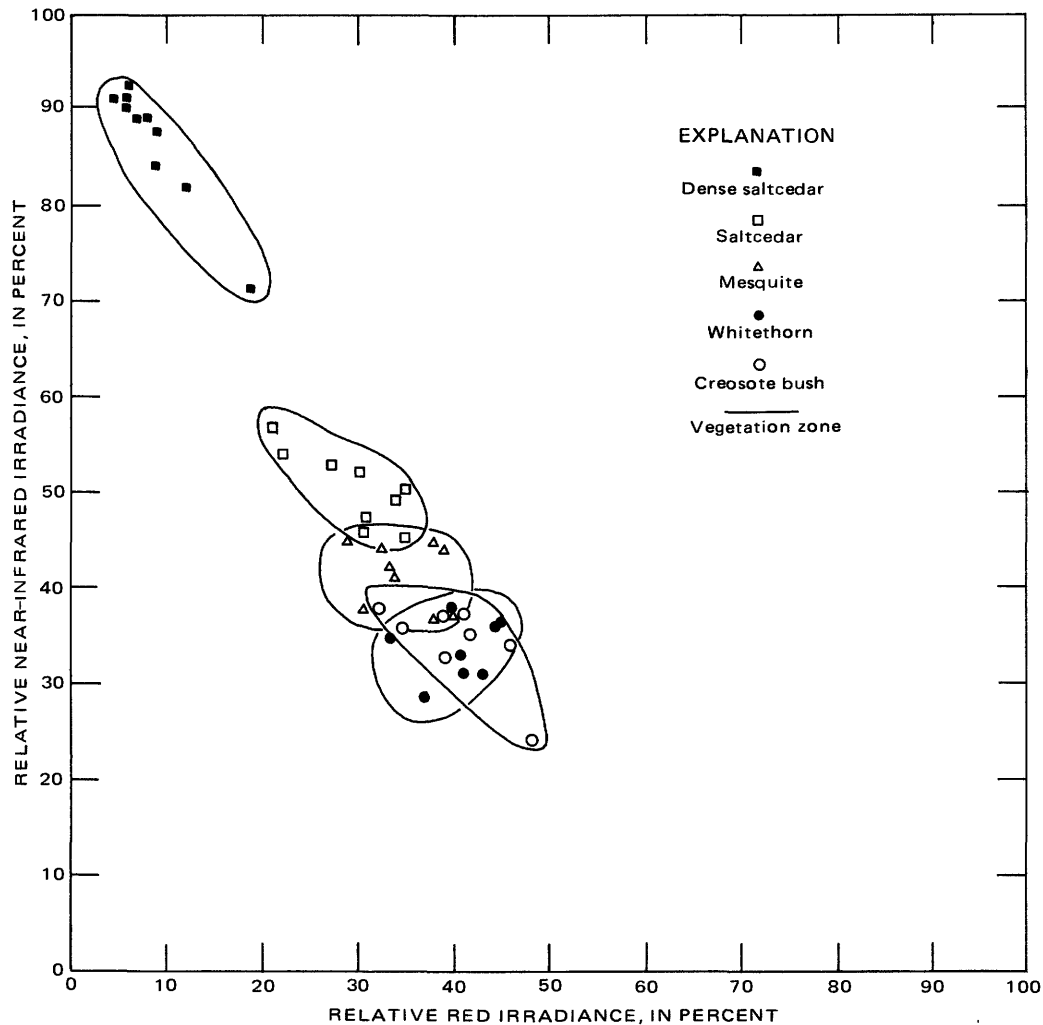 100
90
80
70
60
50
40
30
20
10
0
RELATIVE NEAR-INFRARED IRRADIANCE, IN PERCENT
EXPLANATION
Dense saltcedar
Saltcedar
Mesquite
Whitethorn
Creosote bush
Vegetation zone
0 10 20 30 40 50 60 70 80 90 100
RELATIVE RED IRRADIANCE, IN PERCENT